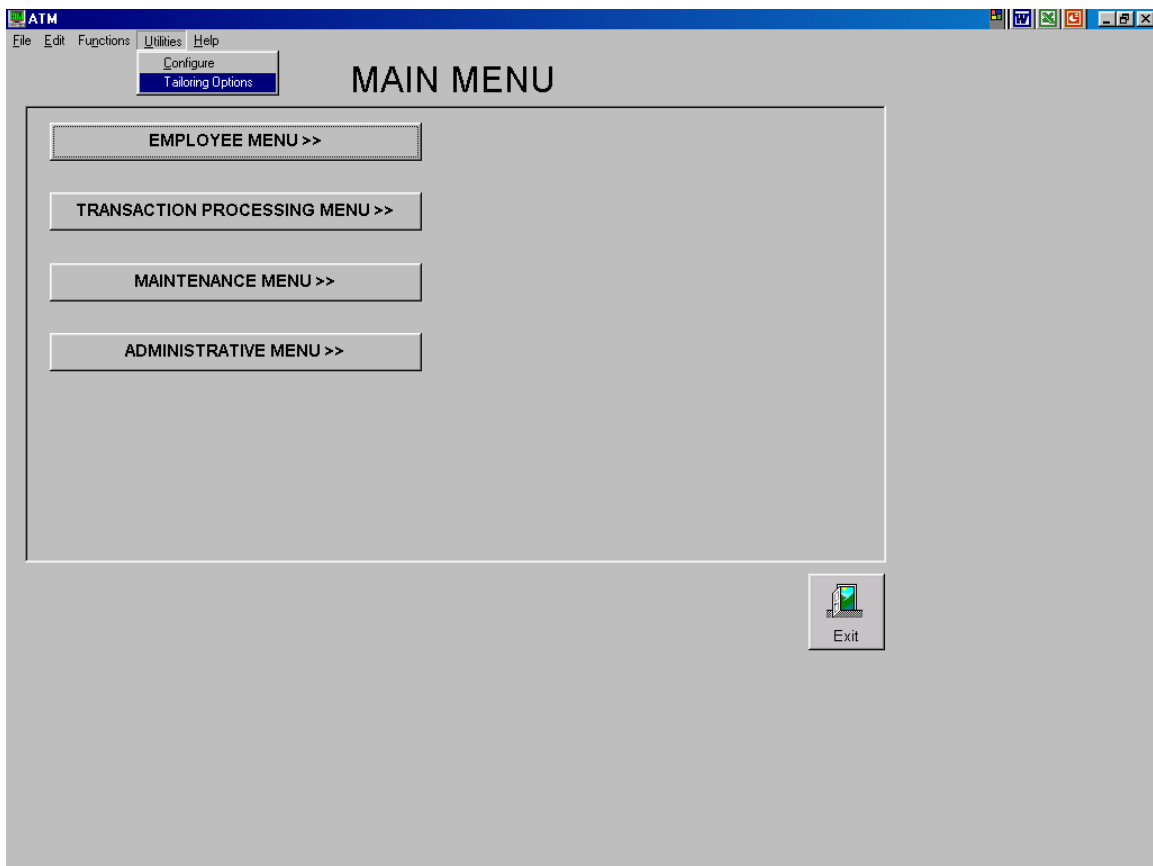 ATM
File Edit Functions Utilities Help
Configure
Tailoring Options
MAIN MENU
EMPLOYEE MENU >>
TRANSACTION PROCESSING MENU >>
MAINTENANCE MENU >>
ADMINISTRATIVE MENU >>
Exit